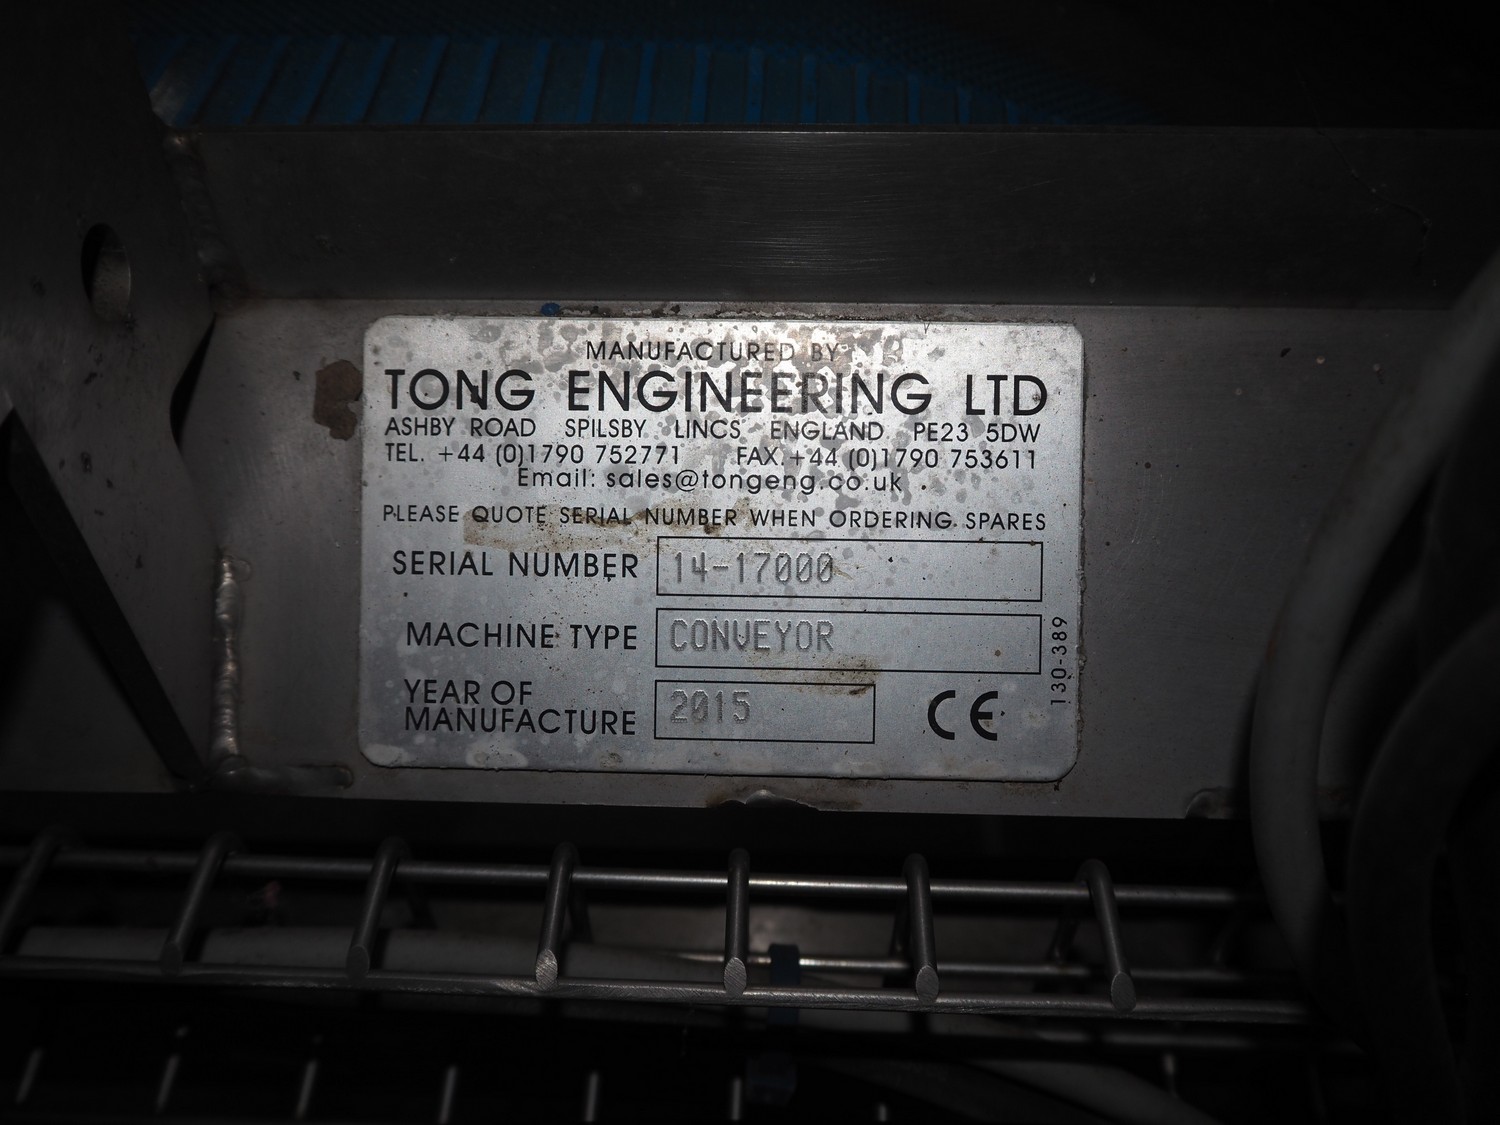 MANUFACTURED BY
TONG ENGINEERING LTD
ASHBY ROAD SPILSBY LINCS ENGLAND PE23 5DW
TEL. +44 (0)1790 752771 FAX.+44 (0)1790 753611
Email: sales@tongeng.co.uk
PLEASE QUOTE SERIAL NUMBER WHEN ORDERING SPARES
SERIAL NUMBER 14-17000
MACHINE TYPE CONVEYOR
YEAR OF
MANUFACTURE 2015
CE
130-389